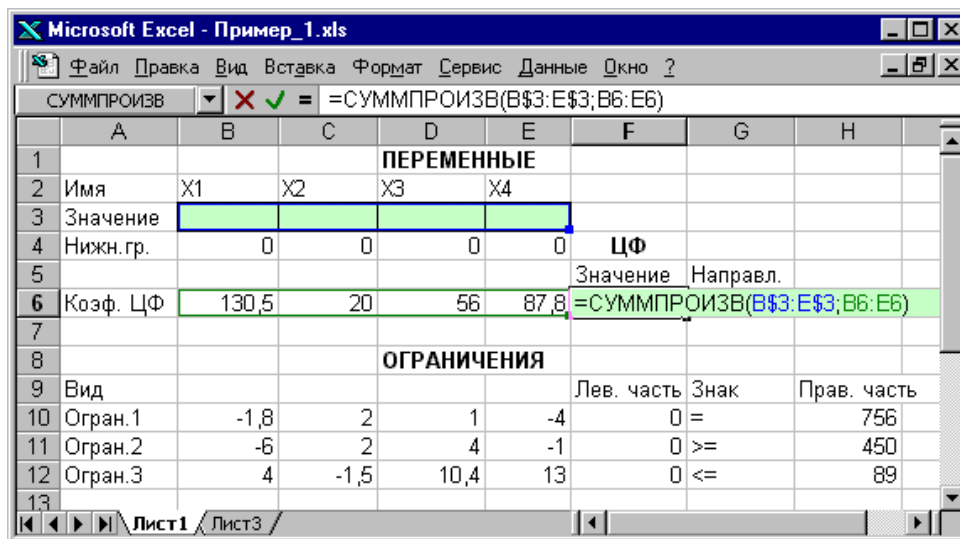 Microsoft Excel - Пример_1.xls
Файл Правка Вид Вставка Формат Сервис Данные Окно ?
СУММПРОИЗВ = =СУММПРОИЗВ(B$3:E$3;B6:E6)
A B C D E F G H
1 ПЕРЕМЕННЫЕ
2 Имя X1 X2 X3 X4
3 Значение
4 Нижн.гр. 0 0 0 0 ЦФ
5 Значение Направл.
6 Коэф. ЦФ 130,5 20 56 87,8 =СУММПРОИЗВ(B$3:E$3;B6:E6)
7
8 ОГРАНИЧЕНИЯ
9 Вид Лев. часть Знак Прав. часть
10 Огран.1 -1,8 2 1 -4 0 = 756
11 Огран.2 -6 2 4 -1 0 >= 450
12 Огран.3 4 -1,5 10,4 13 0 <= 89
13
Лист1 Лист3